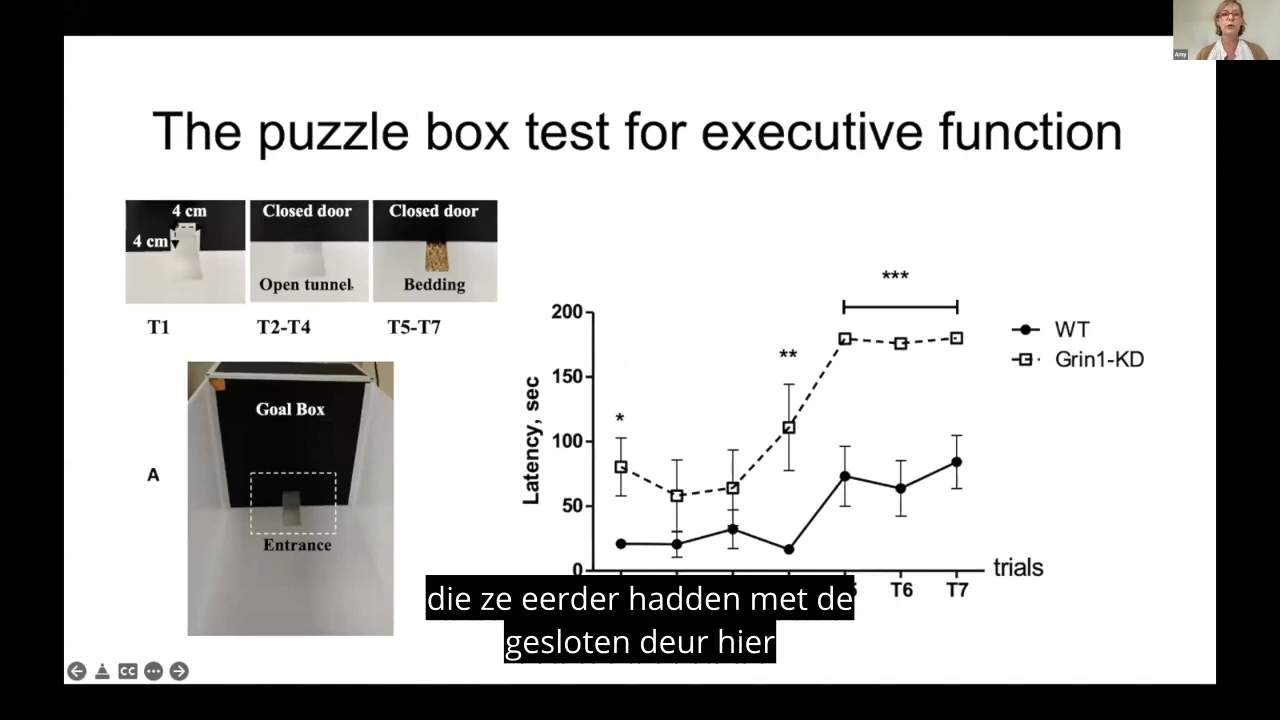 Amy
The puzzle box test for executive function
4 cm
4 cm
Closed door
Open tunnel
Closed door
Bedding
T1
T2-T4
T5-T7
A
Goal Box
Entrance
Latency, sec
200
150
100
50
0
*
**
***
WT
Grin1-KD
trials
T6
T7
die ze eerder hadden met de
gesloten deur hier
CC